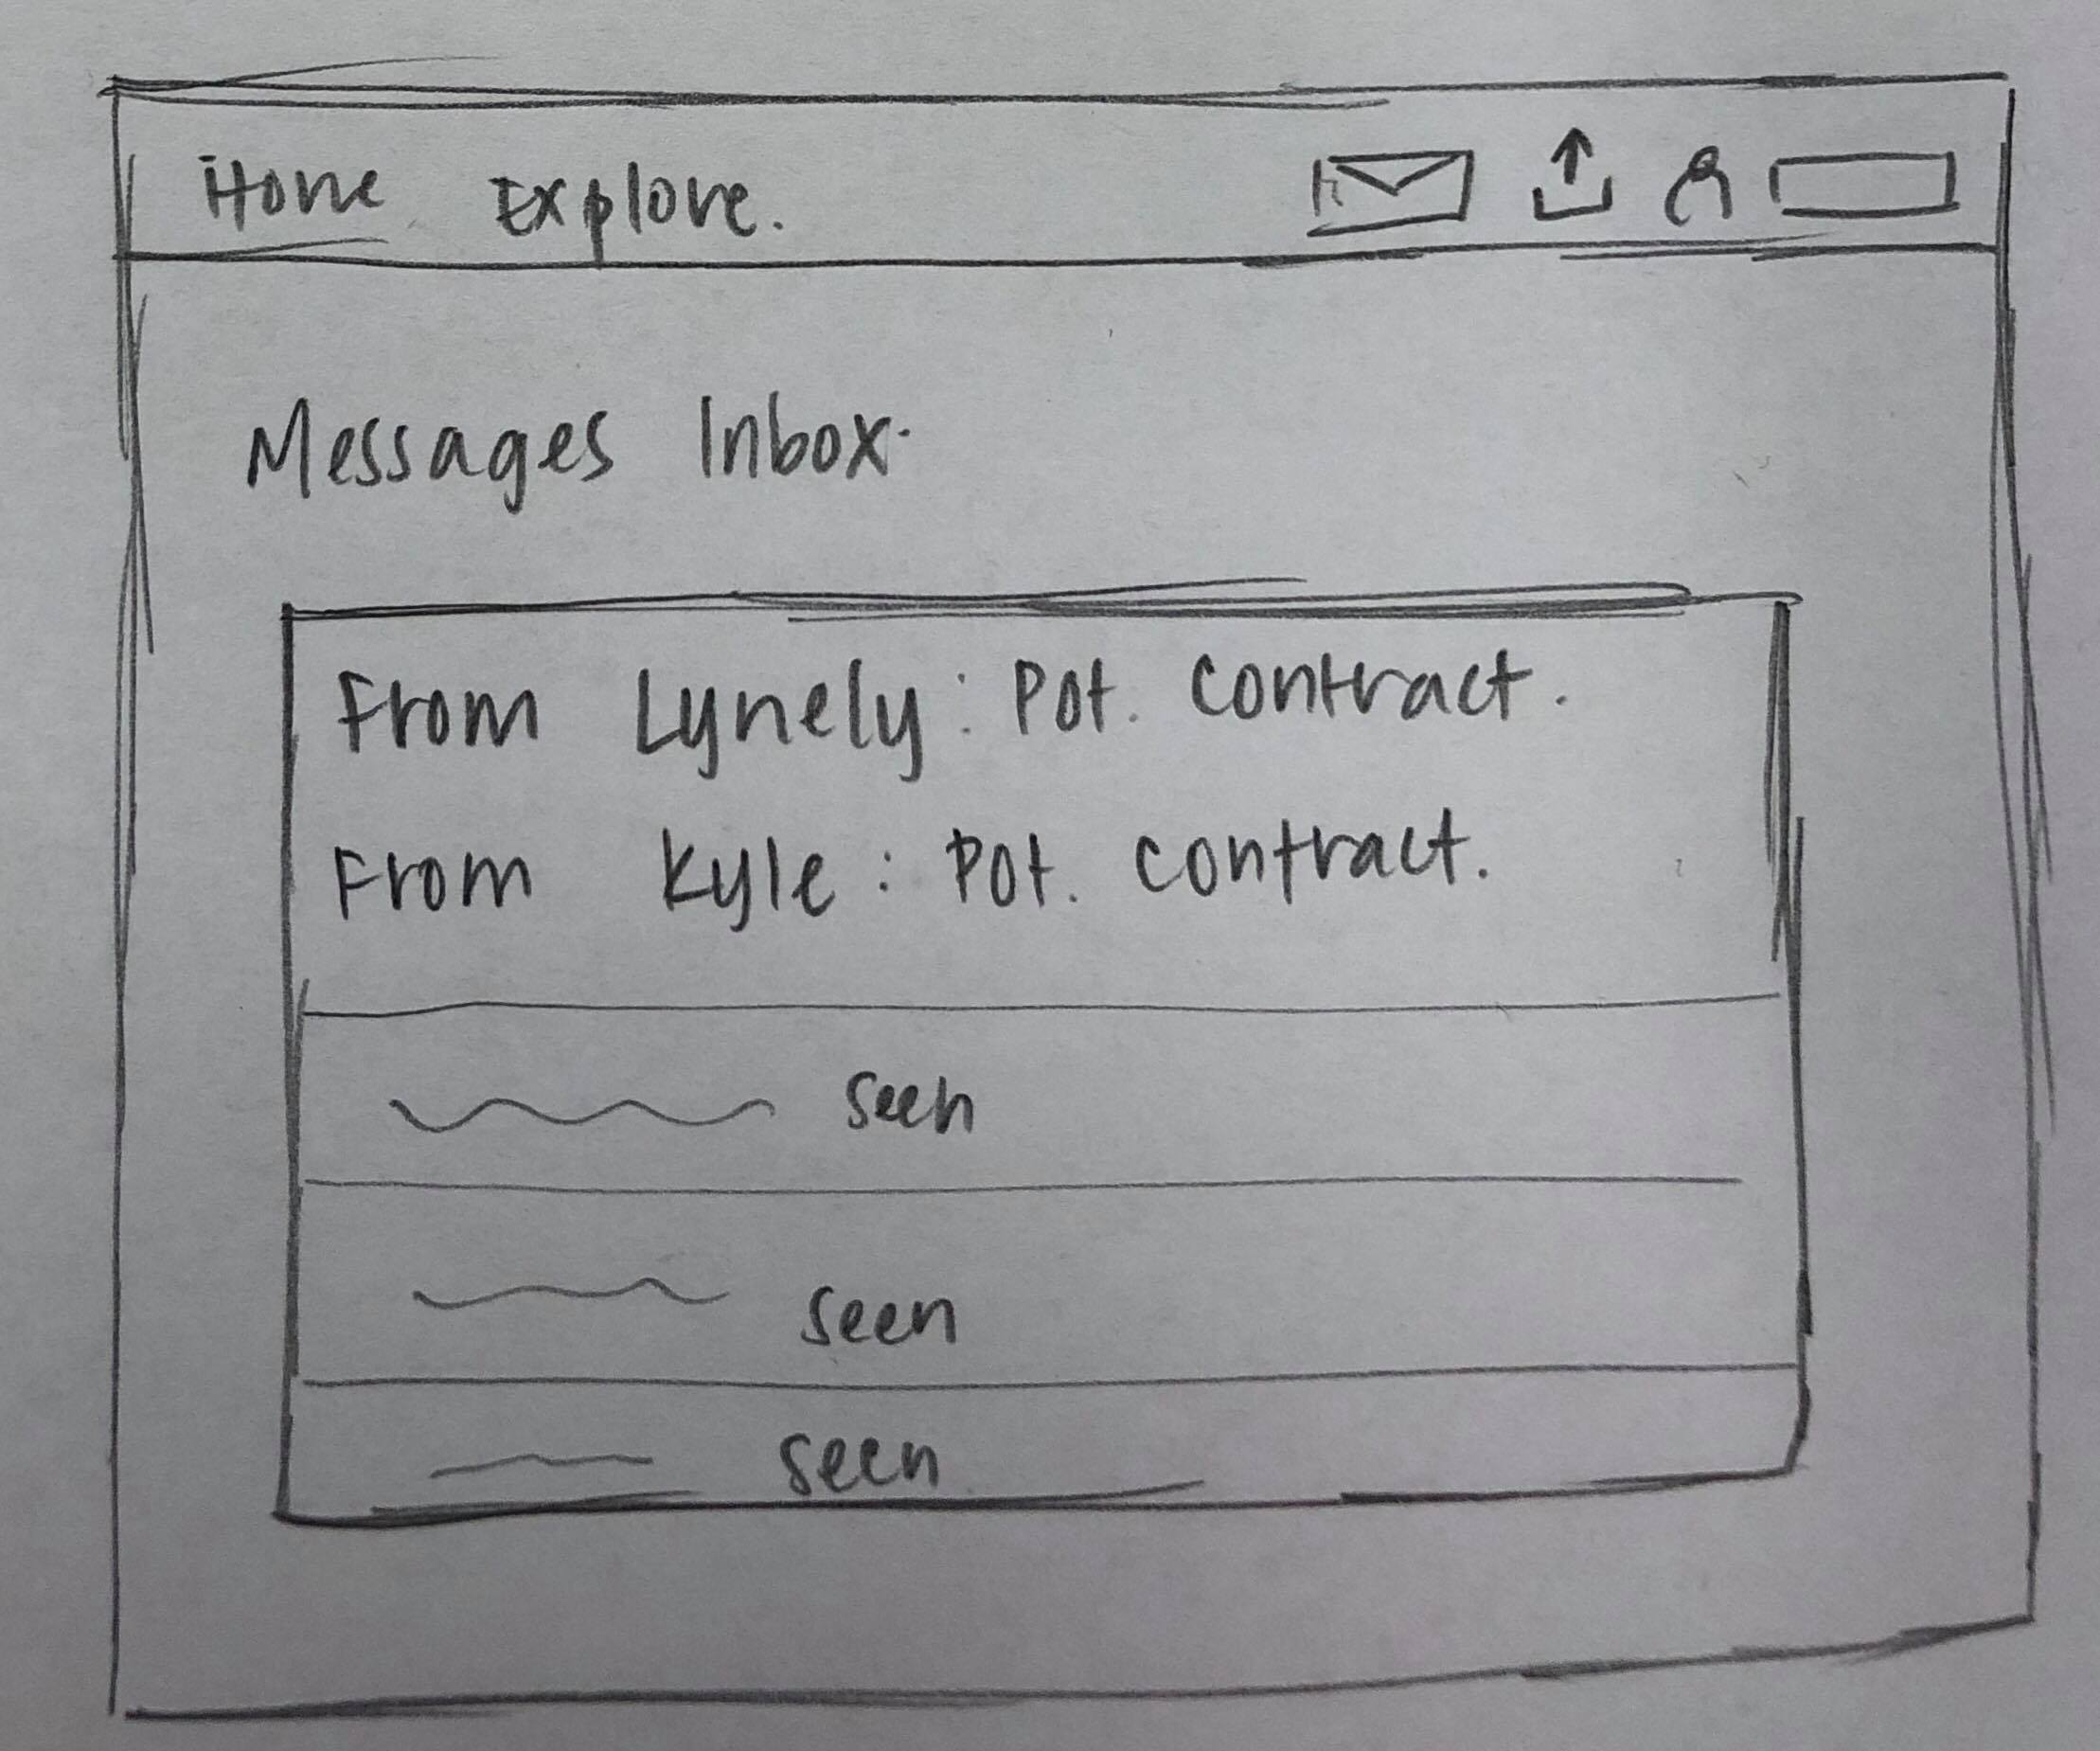 Home Explore.
Messages Inbox.
From Lynely: Pot. contract.
From Kyle: Pot. contract.
seen
seen
seen